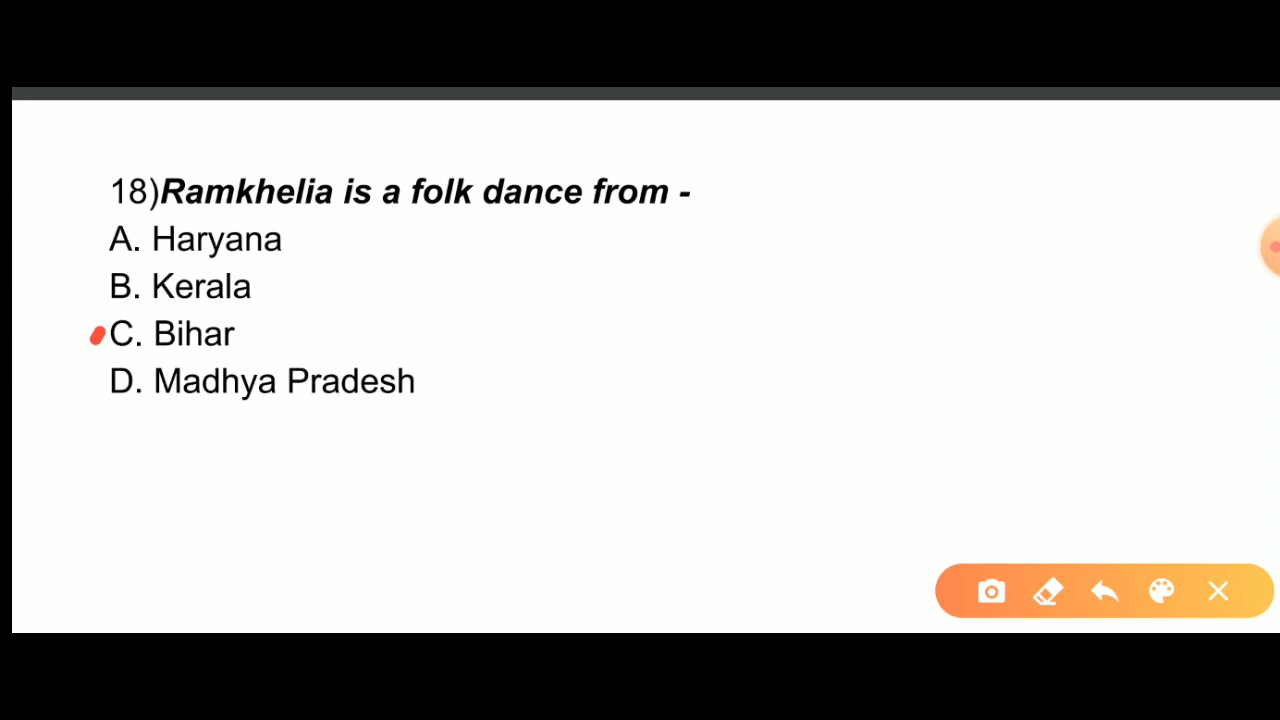 18)Ramkhelia is a folk dance from -
A. Haryana
B. Kerala
C. Bihar
D. Madhya Pradesh